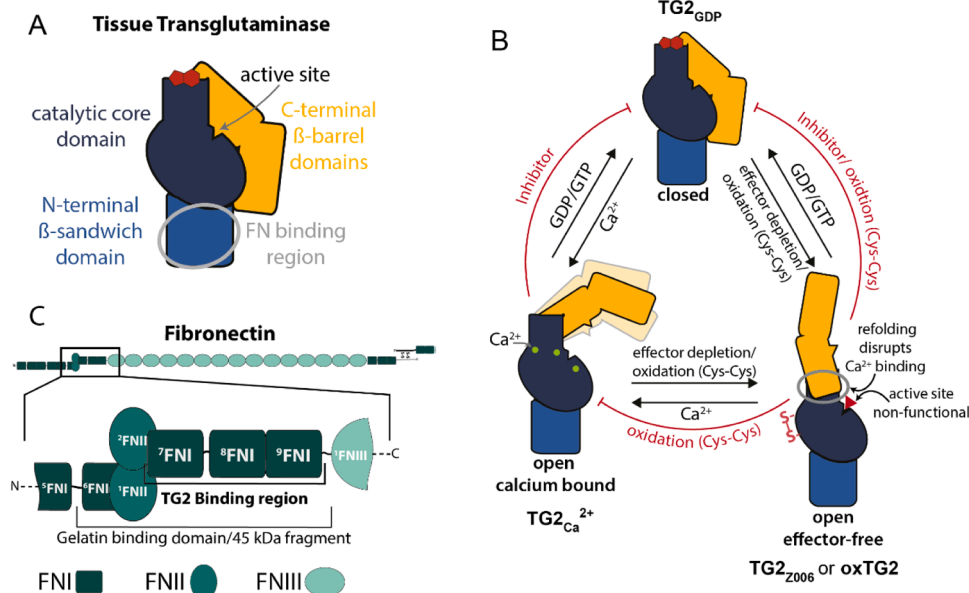 A
Tissue Transglutaminase
active site
catalytic core
domain
C-terminal
ß-barrel
domains
N-terminal
ß-sandwich
domain
FN binding
region
B
TG2GDP
closed
Inhibitor
GDP/GTP
Ca2+
effector depletion/
oxidation (Cys-Cys)
GDP/GTP
Inhibitor/ oxidtion (Cys-Cys)
Ca2+
effector depletion/
oxidation (Cys-Cys)
Ca2+
oxidation (Cys-Cys)
refolding
disrupts
Ca2+ binding
active site
non-functional
S
S
open
calcium bound
TG2Ca2+
open
effector-free
TG2Z006 or oxTG2
C
Fibronectin
N
5FNI
6FNI
2FNII
1FNII
7FNI
8FNI
9FNI
1FNIII
C
TG2 Binding region
Gelatin binding domain/45 kDa fragment
FNI
FNII
FNIII